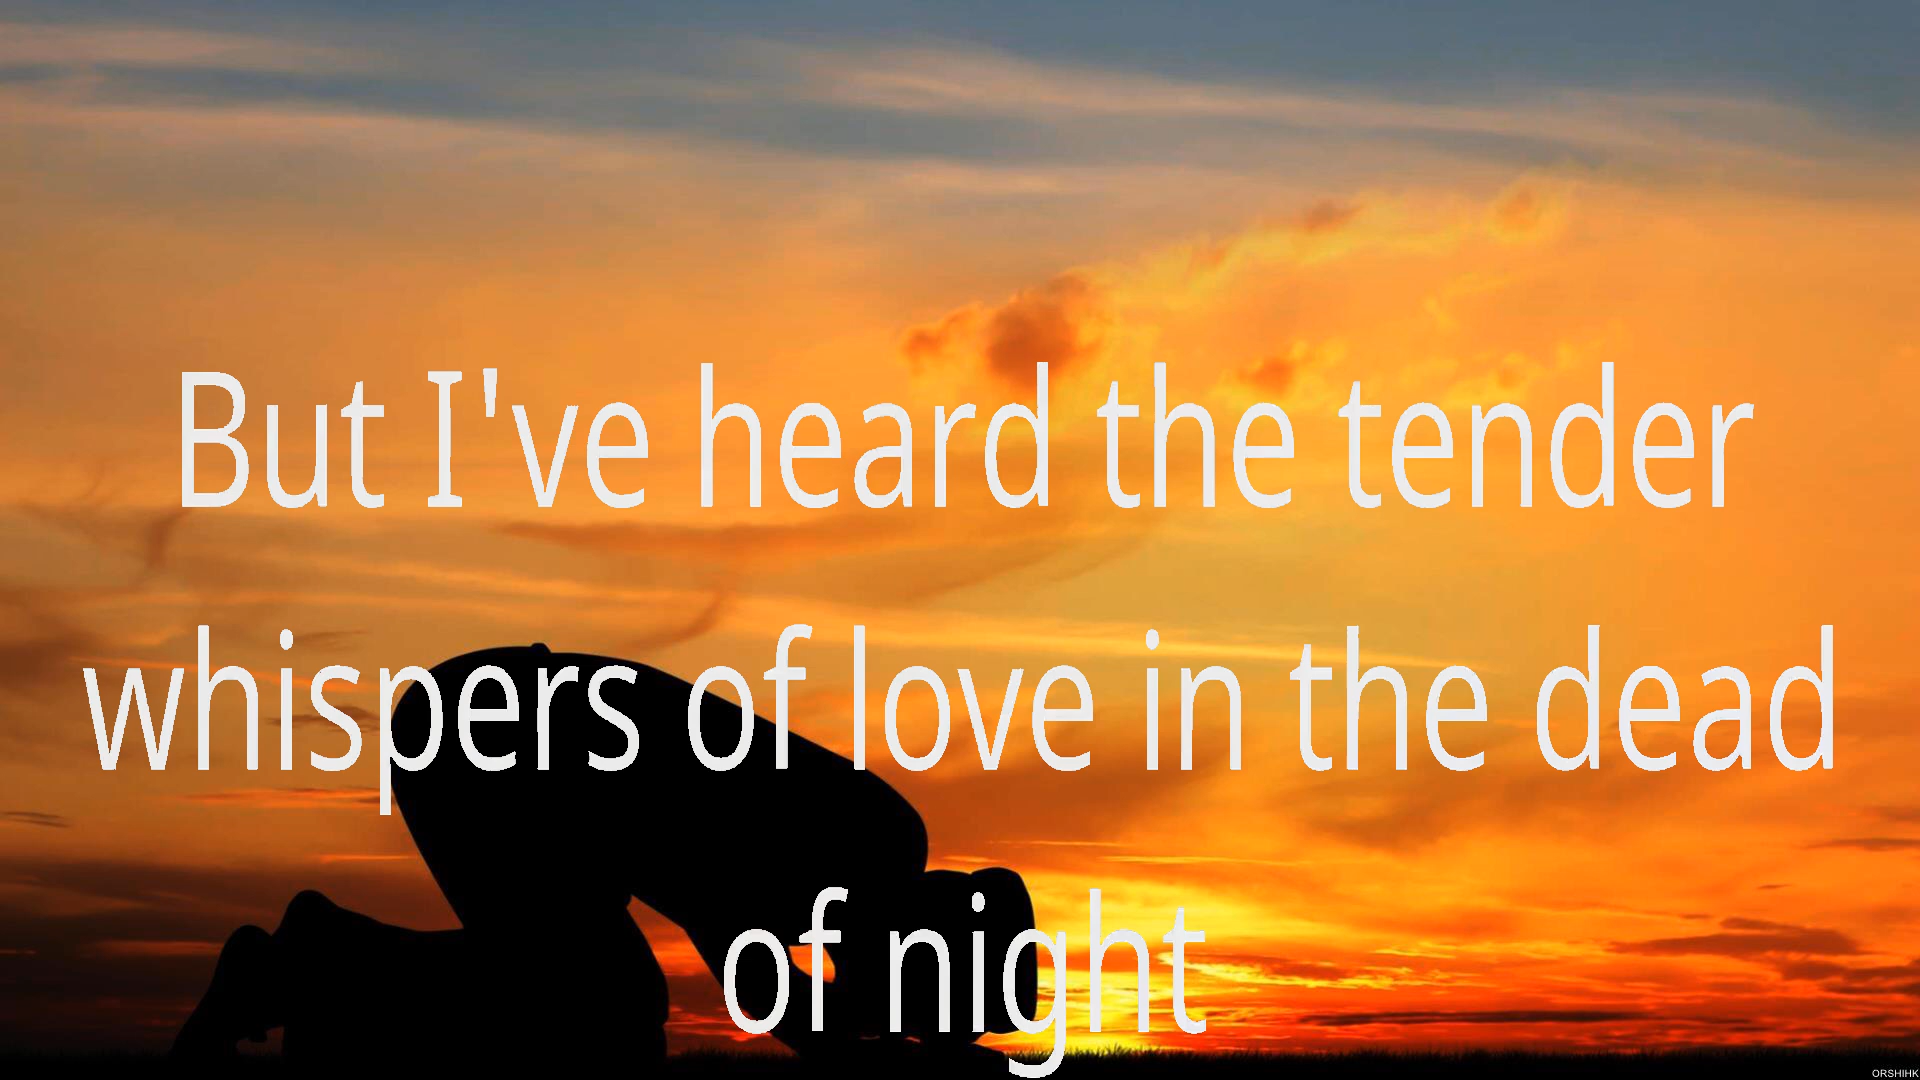 But I've heard the tender
whispers of love in the dead
of night
ORSHIHK